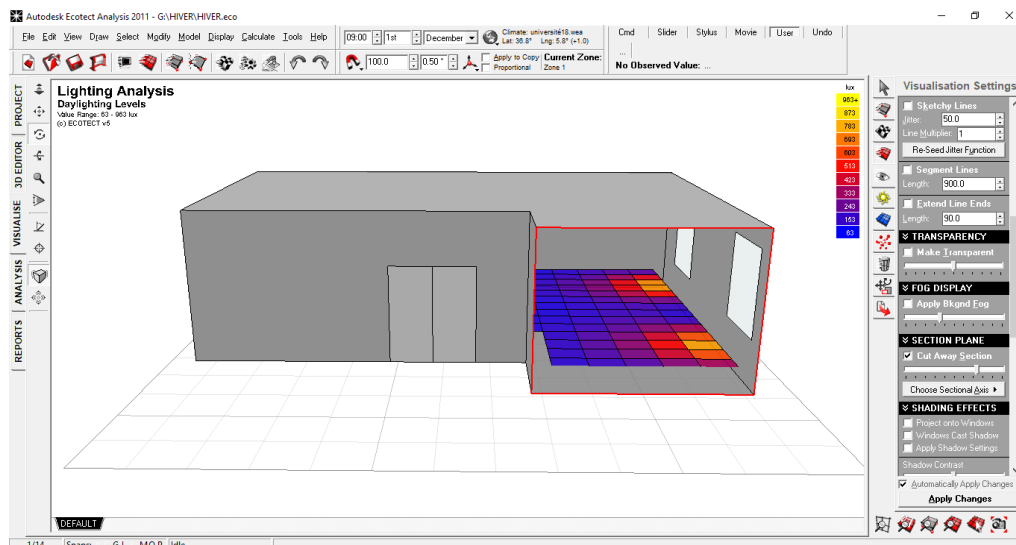 Autodesk Ecotect Analysis 2011 - G:\HIVER\HIVER.eco
File Edit View Draw Select Modify Model Display Calculate Tools Help
09:00 1st December
Climate: université18.wea
Lat: 36.8° Lng: 5.8° (+1.0)
Cmd Slider Stylus Movie User Undo
...
No Observed Value: ...
100.0 0.50 °
Apply to Copy
Proportional
Current Zone:
Zone 1
PROJECT
3D EDITOR
VISUALISE
ANALYSIS
REPORTS
Lighting Analysis
Daylighting Levels
Value Range: 63 - 963 lux
(c) ECOTECT v5
lux
963+
873
783
693
603
513
423
333
243
153
63
Visualisation Settings
Sketchy Lines
Jitter: 50.0
Line Multiplier: 1
Re-Seed Jitter Function
Segment Lines
Length: 900.0
Extend Line Ends
Length: 90.0
TRANSPARENCY
Make Transparent
FOG DISPLAY
Apply Bkgnd Fog
SECTION PLANE
Cut Away Section
Choose Sectional Axis
SHADING EFFECTS
Project onto Windows
Windows Cast Shadow
Apply Shadow Settings
Shadow Contrast
Automatically Apply Changes
Apply Changes
DEFAULT